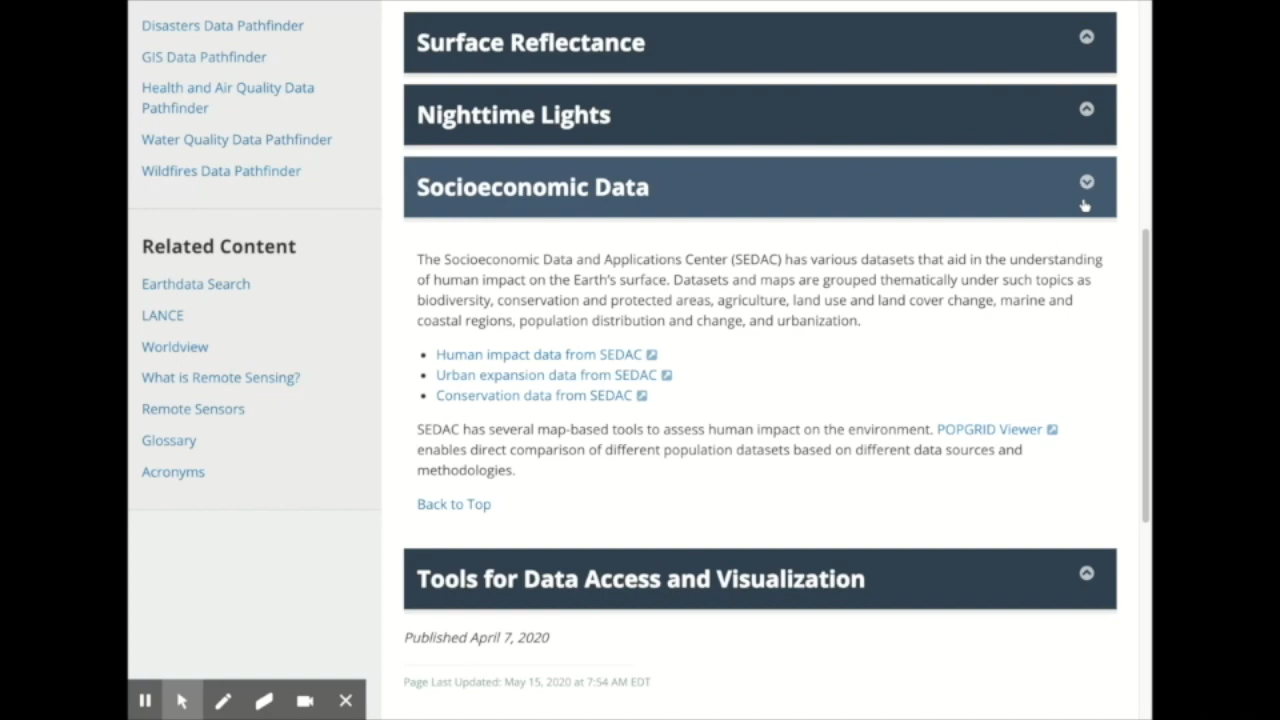 Disasters Data Pathfinder
GIS Data Pathfinder
Health and Air Quality Data
Pathfinder
Water Quality Data Pathfinder
Wildfires Data Pathfinder
Related Content
Earthdata Search
LANCE
Worldview
What is Remote Sensing?
Remote Sensors
Glossary
Acronyms
Surface Reflectance
Nighttime Lights
Socioeconomic Data
The Socioeconomic Data and Applications Center (SEDAC) has various datasets that aid in the understanding
of human impact on the Earth's surface. Datasets and maps are grouped thematically under such topics as
biodiversity, conservation and protected areas, agriculture, land use and land cover change, marine and
coastal regions, population distribution and change, and urbanization.
• Human impact data from SEDAC
• Urban expansion data from SEDAC
• Conservation data from SEDAC
SEDAC has several map-based tools to assess human impact on the environment. POPGRID Viewer
enables direct comparison of different population datasets based on different data sources and
methodologies.
Back to Top
Tools for Data Access and Visualization
Published April 7, 2020
Page Last Updated: May 15, 2020 at 7:54 AM EDT